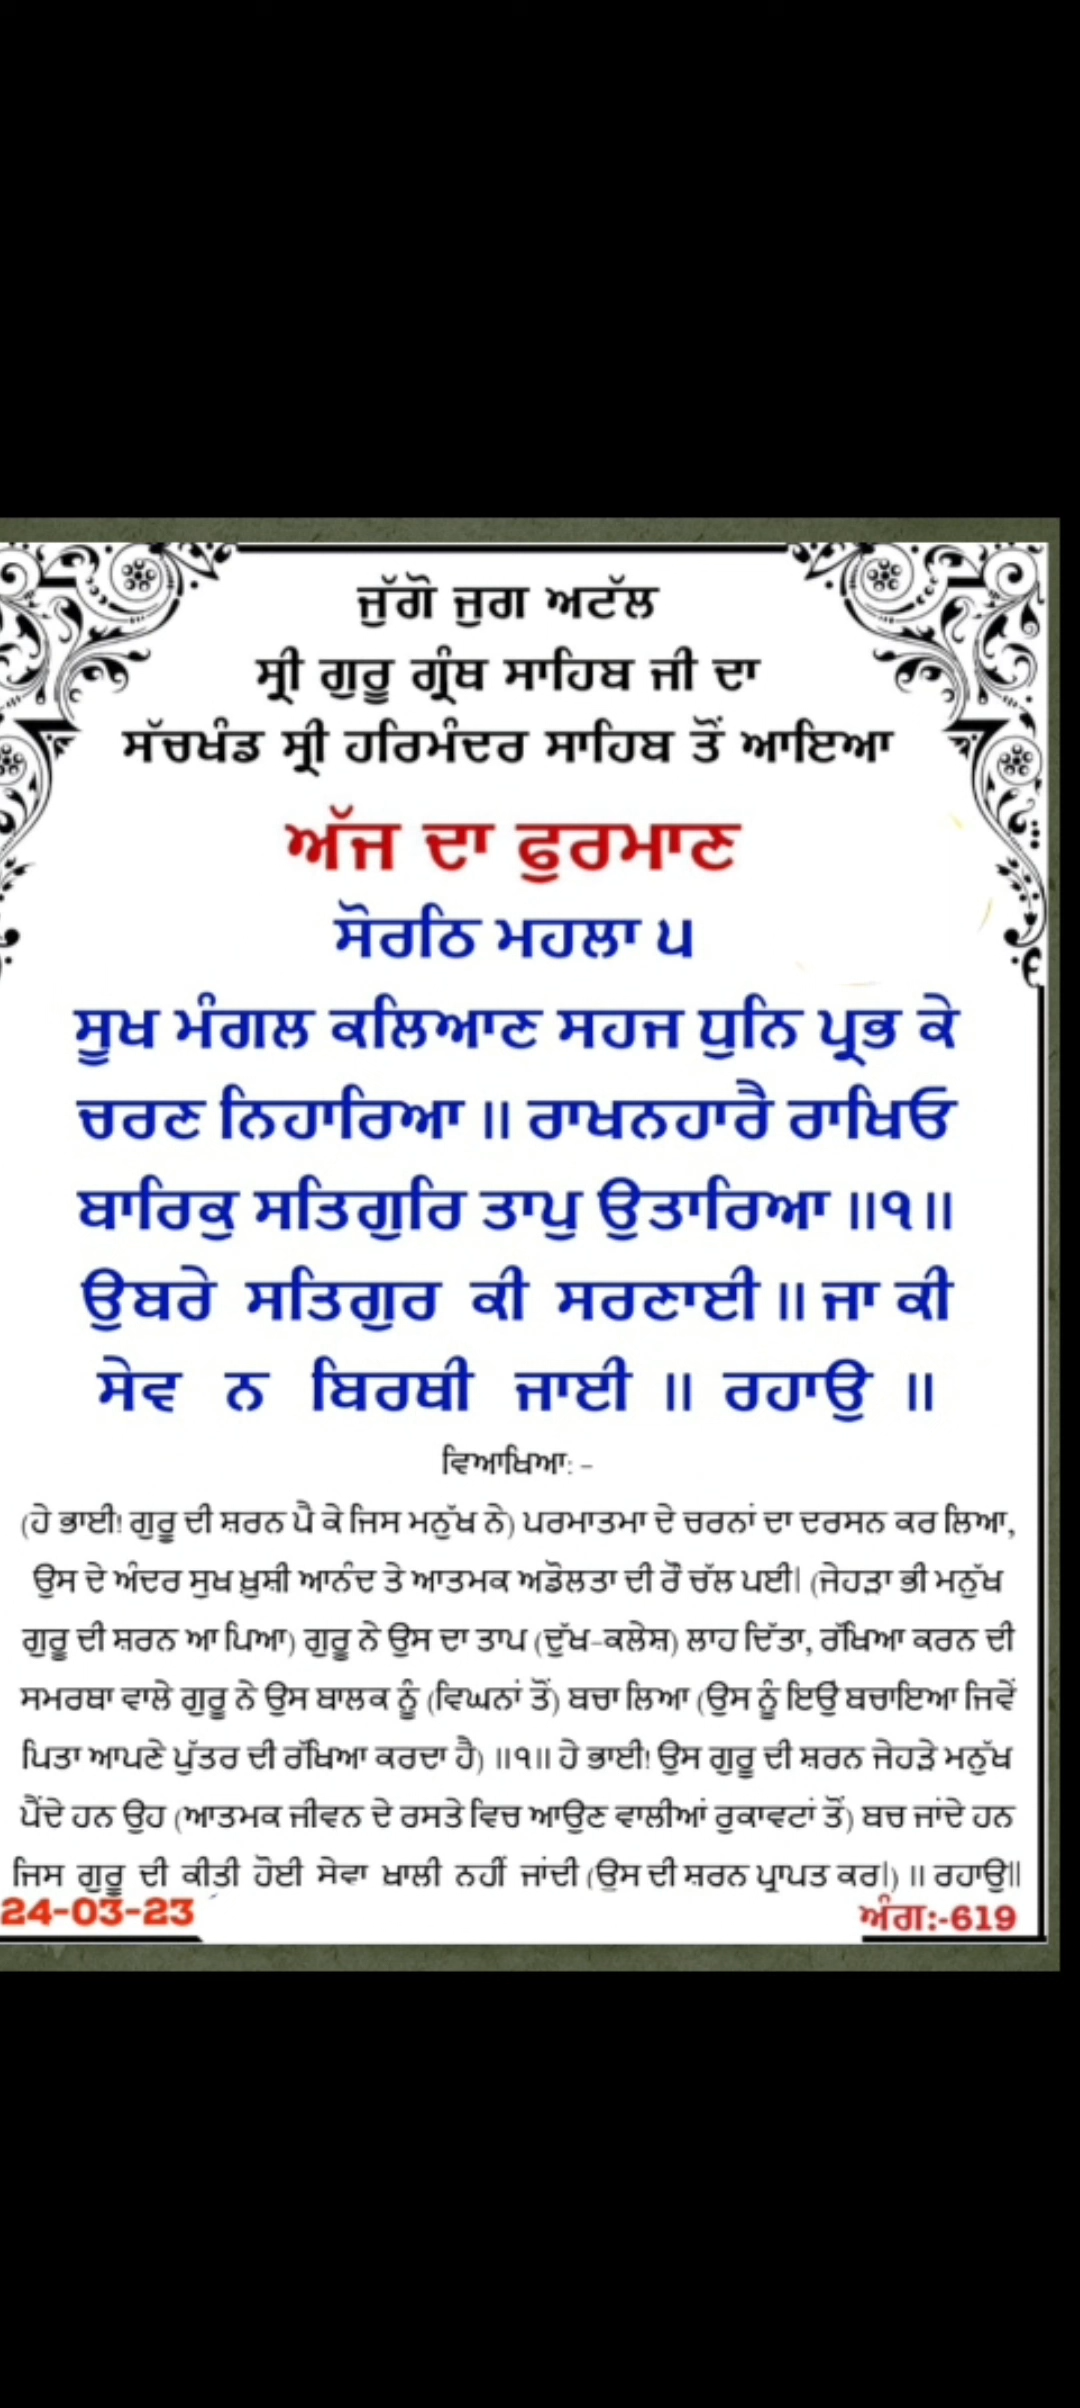 ਜੁੱਗੋ ਜੁਗ ਅਟੱਲ
ਸ੍ਰੀ ਗੁਰੂ ਗ੍ਰੰਥ ਸਾਹਿਬ ਜੀ ਦਾ
ਸੱਚਖੰਡ ਸ੍ਰੀ ਹਰਿਮੰਦਰ ਸਾਹਿਬ ਤੋਂ ਆਇਆ
ਅੱਜ ਦਾ ਫੁਰਮਾਣ
ਸੋਰਠਿ ਮਹਲਾ ੫
ਸੂਖ ਮੰਗਲ ਕਲਿਆਣ ਸਹਜ ਧੁਨਿ ਪ੍ਰਭ ਕੇ
ਚਰਣ ਨਿਹਾਰਿਆ ॥ ਰਾਖਨਹਾਰੈ ਰਾਖਿਓ
ਬਾਰਿਕੁ ਸਤਿਗੁਰਿ ਤਾਪੁ ਉਤਾਰਿਆ ॥੧॥
ਉਬਰੇ ਸਤਿਗੁਰ ਕੀ ਸਰਣਾਈ ॥ ਜਾ ਕੀ
ਸੇਵ ਨ ਬਿਰਥੀ ਜਾਈ ॥ ਰਹਾਉ ॥
ਵਿਆਖਿਆ: -
(ਹੇ ਭਾਈ! ਗੁਰੂ ਦੀ ਸ਼ਰਨ ਪੈ ਕੇ ਜਿਸ ਮਨੁੱਖ ਨੇ) ਪਰਮਾਤਮਾ ਦੇ ਚਰਨਾਂ ਦਾ ਦਰਸਨ ਕਰ ਲਿਆ,
ਉਸ ਦੇ ਅੰਦਰ ਸੁਖ ਖ਼ੁਸ਼ੀ ਆਨੰਦ ਤੇ ਆਤਮਕ ਅਡੋਲਤਾ ਦੀ ਰੌ ਚੱਲ ਪਈ| (ਜੇਹੜਾ ਭੀ ਮਨੁੱਖ
ਗੁਰੂ ਦੀ ਸ਼ਰਨ ਆ ਪਿਆ) ਗੁਰੂ ਨੇ ਉਸ ਦਾ ਤਾਪ (ਦੁੱਖ-ਕਲੇਸ਼) ਲਾਹ ਦਿੱਤਾ, ਰੱਖਿਆ ਕਰਨ ਦੀ
ਸਮਰਥਾ ਵਾਲੇ ਗੁਰੂ ਨੇ ਉਸ ਬਾਲਕ ਨੂੰ (ਵਿਘਨਾਂ ਤੋਂ) ਬਚਾ ਲਿਆ (ਉਸ ਨੂੰ ਇਉਂ ਬਚਾਇਆ ਜਿਵੇਂ
ਪਿਤਾ ਆਪਣੇ ਪੁੱਤਰ ਦੀ ਰੱਖਿਆ ਕਰਦਾ ਹੈ) ॥੧॥ ਹੇ ਭਾਈ! ਉਸ ਗੁਰੂ ਦੀ ਸ਼ਰਨ ਜੇਹੜੇ ਮਨੁੱਖ
ਪੈਂਦੇ ਹਨ ਉਹ (ਆਤਮਕ ਜੀਵਨ ਦੇ ਰਸਤੇ ਵਿਚ ਆਉਣ ਵਾਲੀਆਂ ਰੁਕਾਵਟਾਂ ਤੋਂ) ਬਚ ਜਾਂਦੇ ਹਨ
ਜਿਸ ਗੁਰੂ ਦੀ ਕੀਤੀ ਹੋਈ ਸੇਵਾ ਖ਼ਾਲੀ ਨਹੀਂ ਜਾਂਦੀ (ਉਸ ਦੀ ਸ਼ਰਨ ਪ੍ਰਾਪਤ ਕਰ|) ॥ ਰਹਾਉ॥
24-03-23
ਅੰਗ:-619